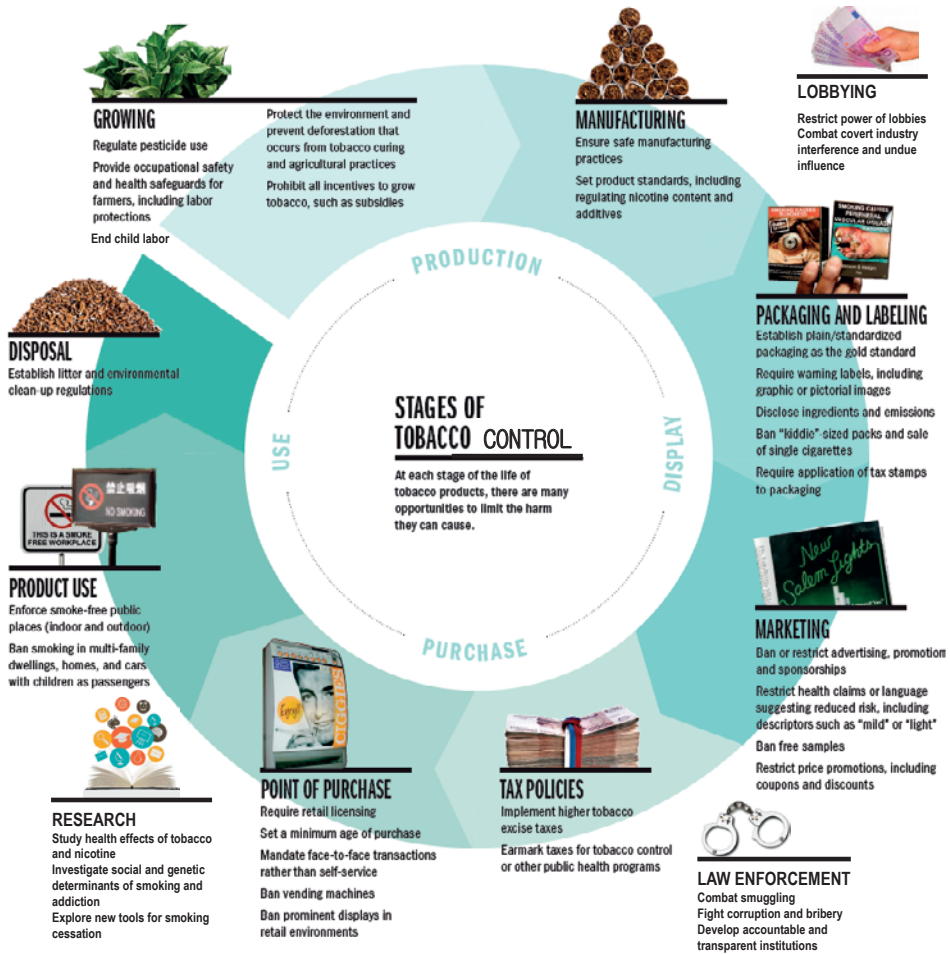 LOBBYING
Restrict power of lobbies
Combat covert industry
interference and undue
influence
GROWING
Regulate pesticide use
Provide occupational safety
and health safeguards for
farmers, including labor
protections
End child labor
Protect the environment and
prevent deforestation that
occurs from tobacco curing
and agricultural practices
Prohibit all incentives to grow
tobacco, such as subsidies
MANUFACTURING
Ensure safe manufacturing
practices
Set product standards, including
regulating nicotine content and
additives
SMOKING CAUSES
BLINDNESS
SMOKING CAUSES
PERIPHERAL
VASCULAR DISEASE
PACKAGING AND LABELING
Establish plain/standardized
packaging as the gold standard
Require warning labels, including
graphic or pictorial images
Disclose ingredients and emissions
Ban "kiddie"-sized packs and sale
of single cigarettes
Require application of tax stamps
to packaging
PRODUCTION
DISPLAY
PURCHASE
USE
STAGES OF
TOBACCO CONTROL
At each stage of the life of
tobacco products, there are many
opportunities to limit the harm
they can cause.
DISPOSAL
Establish litter and environmental
clean-up regulations
THIS IS A SMOKE
FREE WORKPLACE
禁止吸烟
NO SMOKING
PRODUCT USE
Enforce smoke-free public
places (indoor and outdoor)
Ban smoking in multi-family
dwellings, homes, and cars
with children as passengers
New
Salem Lights
MARKETING
Ban or restrict advertising, promotion
and sponsorships
Restrict health claims or language
suggesting reduced risk, including
descriptors such as "mild" or "light"
Ban free samples
Restrict price promotions, including
coupons and discounts
RESEARCH
Study health effects of tobacco
and nicotine
Investigate social and genetic
determinants of smoking and
addiction
Explore new tools for smoking
cessation
Enjoy!
CIGGIES
POINT OF PURCHASE
Require retail licensing
Set a minimum age of purchase
Mandate face-to-face transactions
rather than self-service
Ban vending machines
Ban prominent displays in
retail environments
TAX POLICIES
Implement higher tobacco
excise taxes
Earmark taxes for tobacco control
or other public health programs
LAW ENFORCEMENT
Combat smuggling
Fight corruption and bribery
Develop accountable and
transparent institutions